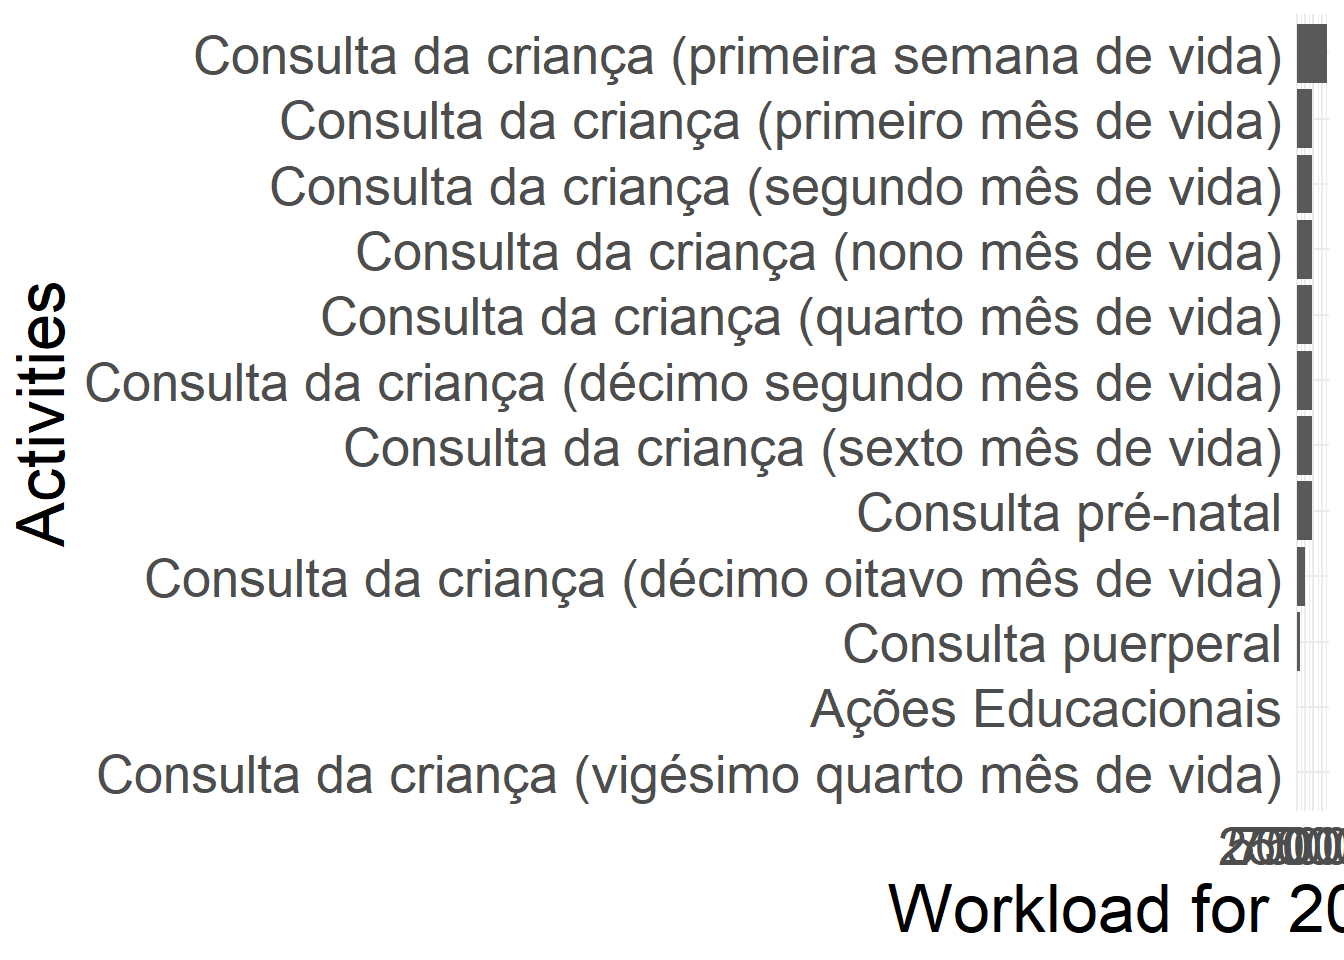 Consulta da criança (primeira semana de vida)
Consulta da criança (primeiro mês de vida)
Consulta da criança (segundo mês de vida)
Consulta da criança (nono mês de vida)
Consulta da criança (quarto mês de vida)
Consulta da criança (décimo segundo mês de vida)
Consulta da criança (sexto mês de vida)
Consulta pré-natal
Consulta da criança (décimo oitavo mês de vida)
Consulta puerperal
Ações Educacionais
Consulta da criança (vigésimo quarto mês de vida)
Activities
Workload for 20